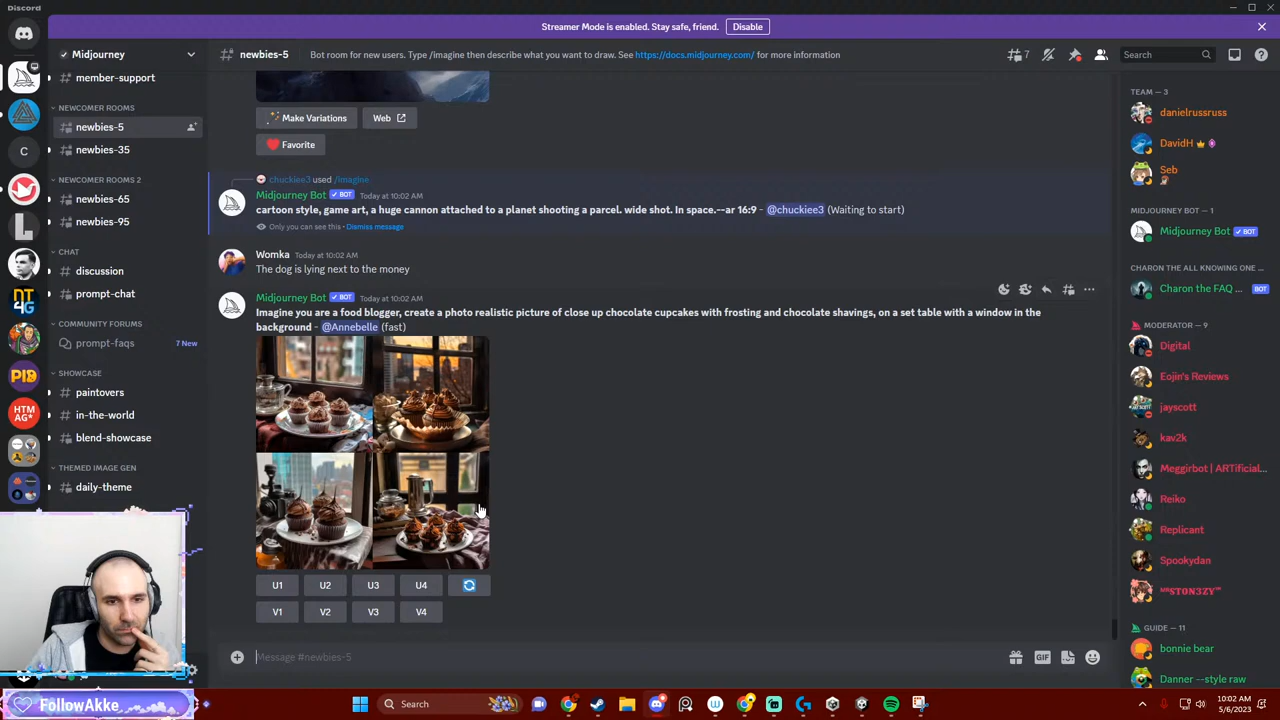 Discord
Streamer Mode is enabled. Stay safe, friend. Disable
Midjourney
newbies-5 Bot room for new users. Type /imagine then describe what you want to draw. See https://docs.midjourney.com/ for more information
7
Search
member-support
NEWCOMER ROOMS
newbies-5
newbies-35
NEWCOMER ROOMS 2
newbies-65
newbies-95
CHAT
discussion
prompt-chat
COMMUNITY FORUMS
prompt-faqs 7 New
SHOWCASE
paintovers
in-the-world
blend-showcase
THEMED IMAGE GEN
daily-theme
C
NT
4G
PIB
HTM
AG*
FollowAkke
Make Variations Web
Favorite
chuckiee3 used /imagine
Midjourney Bot BOT Today at 10:02 AM
cartoon style, game art, a huge cannon attached to a planet shooting a parcel. wide shot. In space.--ar 16:9 - @chuckiee3 (Waiting to start)
Only you can see this • Dismiss message
Womka Today at 10:02 AM
The dog is lying next to the money
Midjourney Bot BOT Today at 10:02 AM
Imagine you are a food blogger, create a photo realistic picture of close up chocolate cupcakes with frosting and chocolate shavings, on a set table with a window in the
background - @Annebelle (fast)
U1 U2 U3 U4
V1 V2 V3 V4
Message #newbies-5
GIF
TEAM — 3
danielrussruss
DavidH
Seb
MIDJOURNEY BOT — 1
Midjourney Bot BOT
CHARON THE ALL KNOWING ONE ...
Charon the FAQ ... BOT
MODERATOR — 9
Digital
Eojin's Reviews
jayscott
kav2k
Meggirbot | ARTificial...
Reiko
Replicant
Spookydan
GUIDE — 11
bonnie bear
Danner --style raw
Search
10:02 AM
5/6/2023